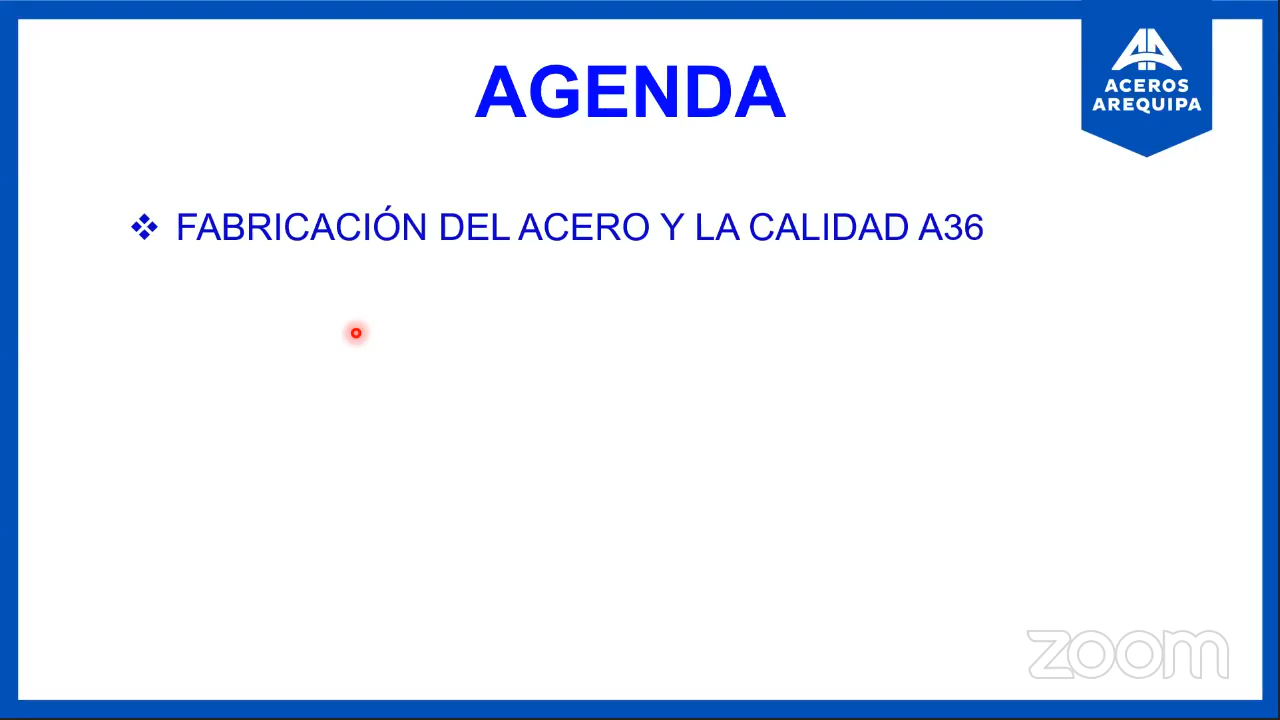 AGENDA
ACEROS
AREQUIPA
❖ FABRICACIÓN DEL ACERO Y LA CALIDAD A36
zoom